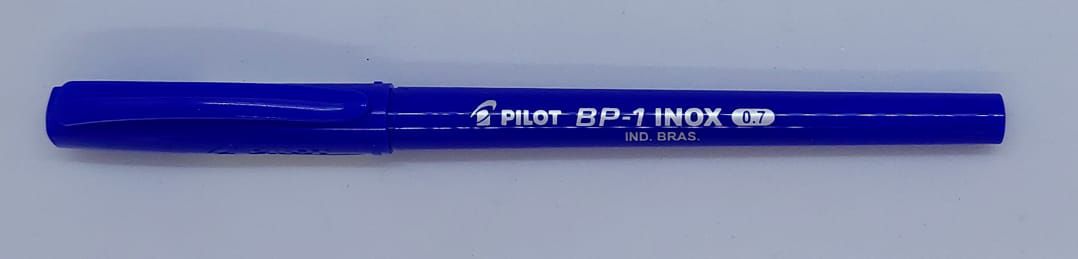 PILOT BP-1 INOX 0.7
IND. BRAS.